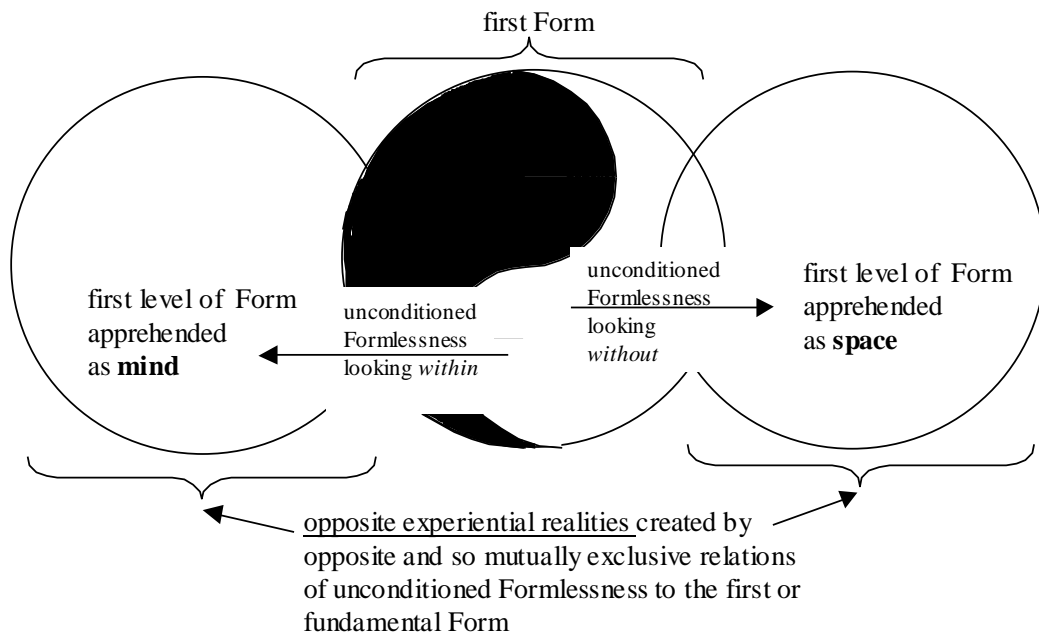 first Form
first level of Form
apprehended
as mind
unconditioned
Formlessness
looking within
unconditioned
Formlessness
looking
without
first level of Form
apprehended
as space
opposite experiential realities created by
opposite and so mutually exclusive relations
of unconditioned Formlessness to the first or
fundamental Form